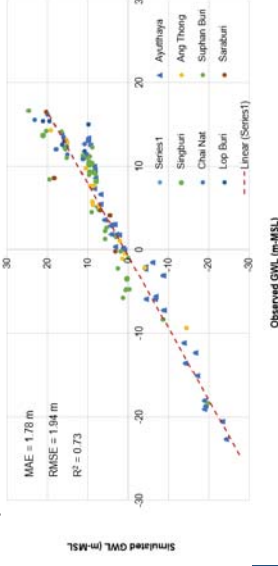 MAE = 1.78 m
RMSE = 1.94 m
R² = 0.73
Simulated GWL (m-MSL)
30
20
10
0
-10
-20
-30
-30
-20
-10
0
10
20
Series1
Ayutthaya
Singburi
Ang Thong
Chai Nat
Suphan Buri
Lop Buri
Saraburi
Linear (Series1)
Observed GWL (m-MSL)